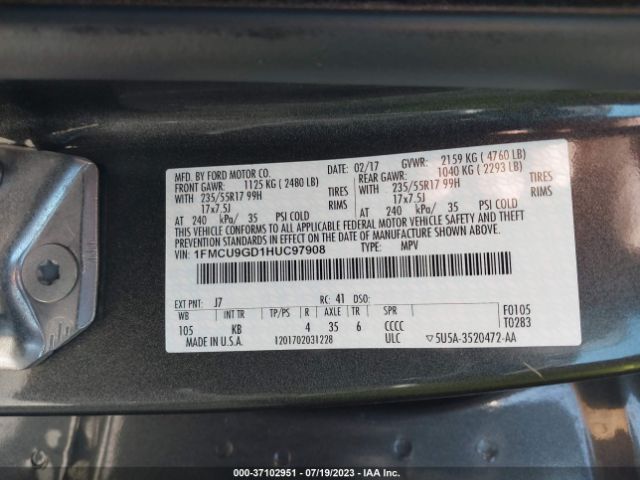 MFD. BY FORD MOTOR CO.
02/17 GVWR: 2159 KG ( 4760 LB)
FRONT GAWR: 1125 KG ( 2480 LB) REAR GAWR: 1040 KG ( 2293 LB)
WITH 235/55R17 99H TIRES WITH 235/55R17 99H TIRES
17x7.5J RIMS 17x7.5J RIMS
AT 240 kPa/ 35 PSI COLD AT 240 kPa/ 35 PSI COLD
THIS VEHICLE CONFORMS TO ALL APPLICABLE FEDERAL MOTOR VEHICLE SAFETY AND THEFT
PREVENTION STANDARDS IN EFFECT ON THE DATE OF MANUFACTURE SHOWN ABOVE.
VIN: 1FMCU9GD1HUC97908 TYPE: MPV
EXT PNT: J7 RC: 41 DSO: F0105
WB INT TR TP/PS R AXLE TR SPR T0283
105 KB 4 35 6 CCCC
MADE IN U.S.A. 1201702031228 ULC ▽5U5A-3520472-AA
000-37102951 - 07/19/2023 - IAA Inc.